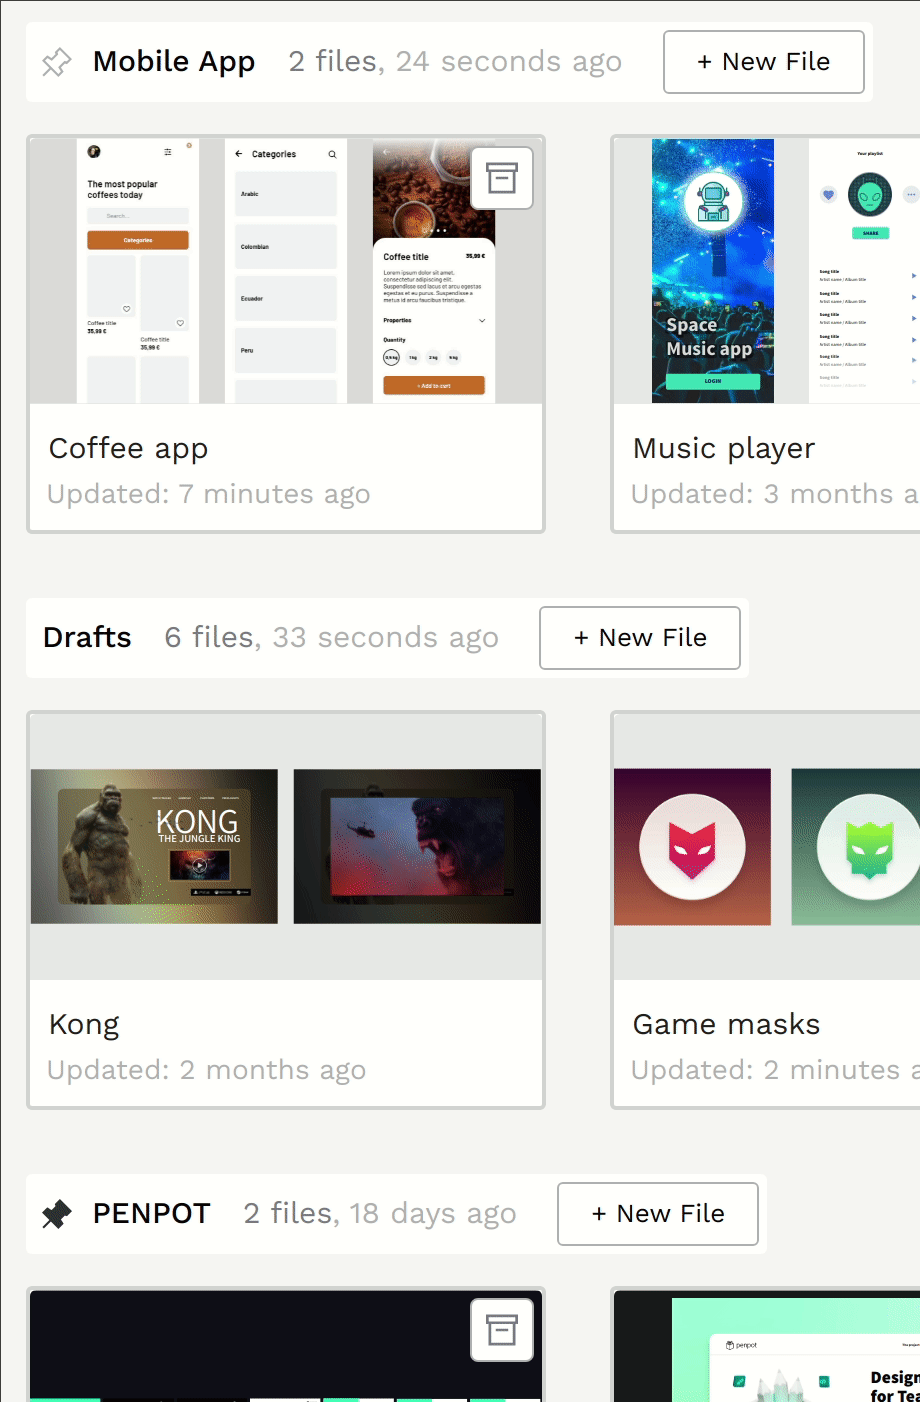 Mobile App 2 files, 24 seconds ago + New File
The most popular
coffees today
Search...
Categories
Coffee title
35,99 €
Coffee title
35,99 €
Categories
Arabic
Colombian
Ecuador
Peru
Coffee title 35,99 €
Lorem ipsum dolor sit amet,
consectetur adipiscing elit.
Suspendisse sed lacus et arcu egestas
egestas et eu purus. Suspendisse a
metus id arcu faucibus tristique.
Properties
Quantity
0,5 kg 1 kg 3 kg 5 kg
+ Add to cart
Space
Music app
LOGIN
Your playlist
SHARE
Song title
Artist name / Album title
Song title
Artist name / Album title
Song title
Artist name / Album title
Song title
Artist name / Album title
Song title
Artist name / Album title
Song title
Artist name / Album title
Coffee app
Updated: 7 minutes ago
Music player
Updated: 3 months a
Drafts 6 files, 33 seconds ago + New File
KONG
THE JUNGLE KING
Kong
Updated: 2 months ago
Game masks
Updated: 2 minutes a
PENPOT 2 files, 18 days ago + New File
penpot
Design
for Tea